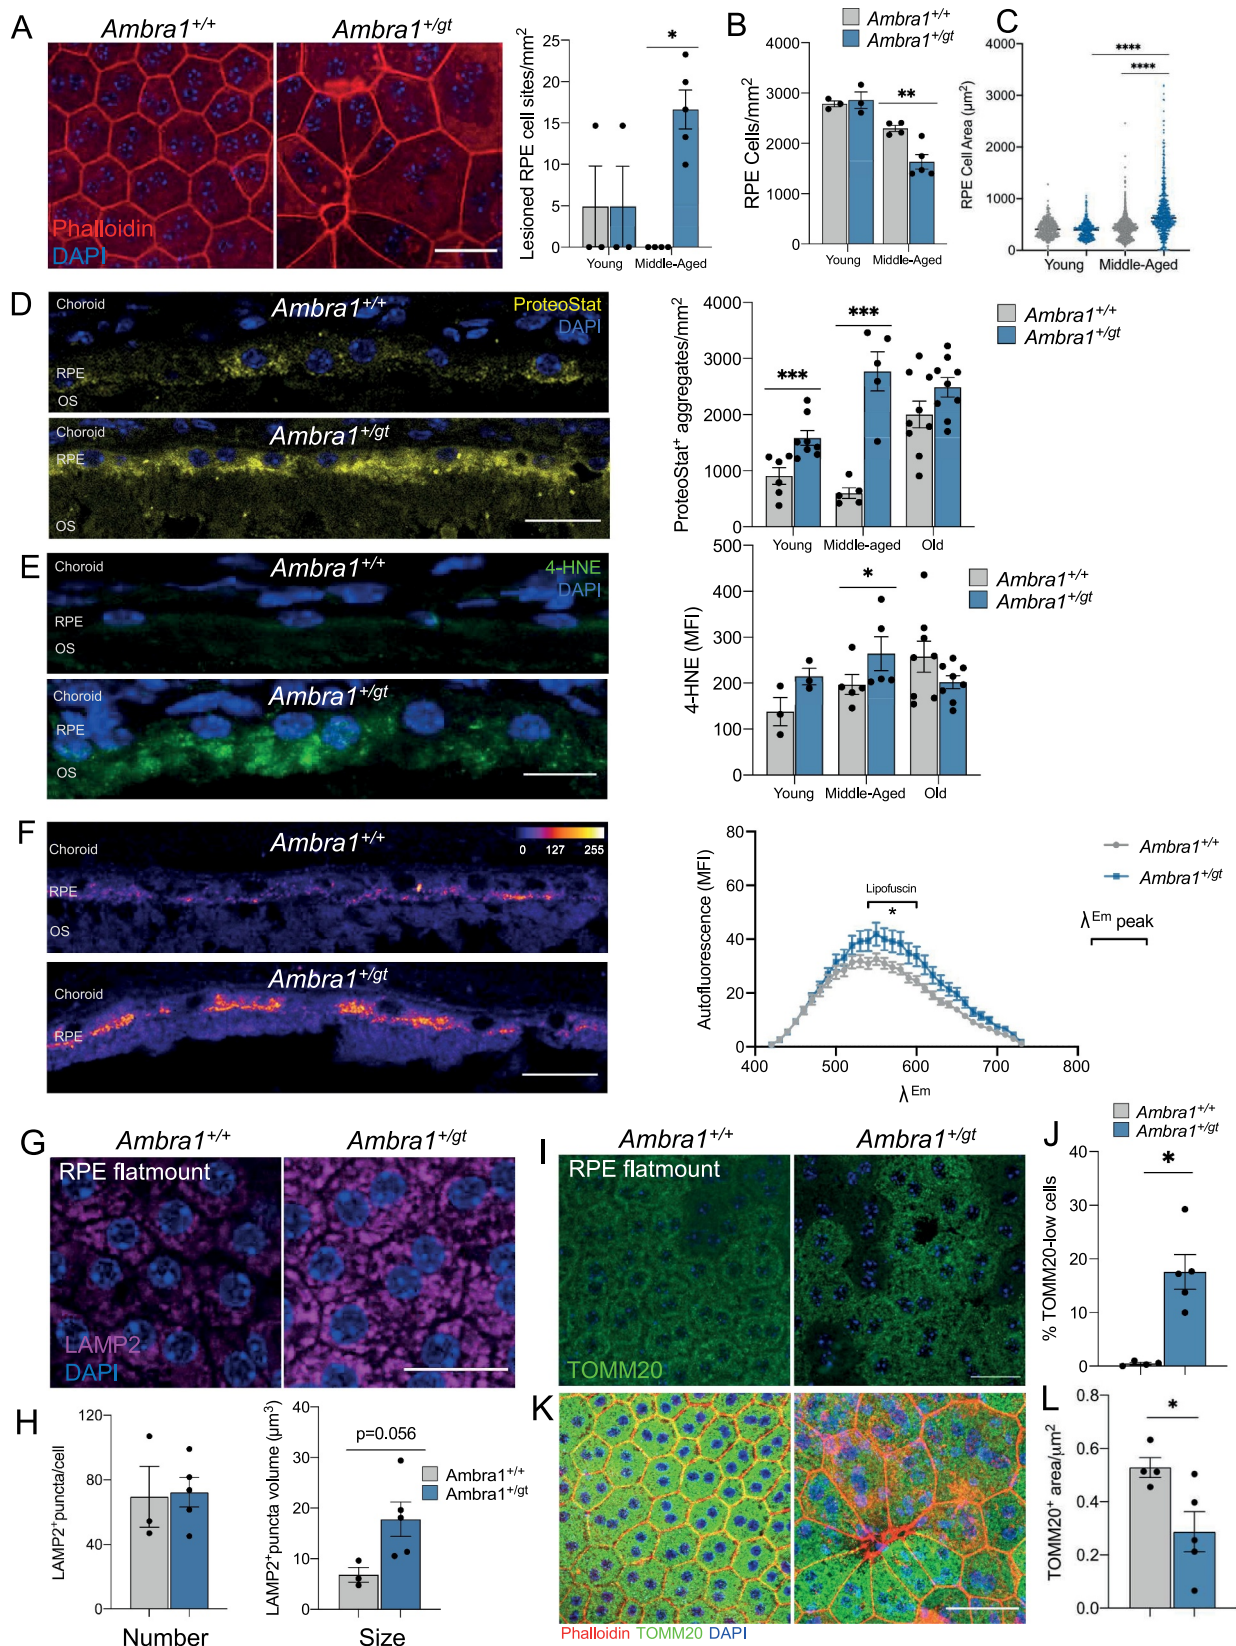 A
Ambra1+/+
Ambra1+/gt
Phalloidin
DAPI
Lesioned RPE cell sites/mm²
25
20
15
10
5
0
*
Young
Middle-Aged
B
Ambra1+/+
Ambra1+/gt
RPE Cells/mm²
3000
2000
1000
0
**
Young
Middle-Aged
C
RPE Cell Area (µm²)
4000
3000
2000
1000
0
****
****
Young
Middle-Aged
D
Choroid
Ambra1+/+
ProteoStat
DAPI
RPE
OS
Choroid
Ambra1+/gt
RPE
OS
ProteoStat+ aggregates/mm²
4000
3000
2000
1000
0
***
***
Young
Middle-aged
Old
Ambra1+/+
Ambra1+/gt
E
Choroid
Ambra1+/+
4-HNE
DAPI
RPE
OS
Choroid
Ambra1+/gt
RPE
OS
4-HNE (MFI)
500
400
300
200
100
0
*
Young
Middle-Aged
Old
Ambra1+/+
Ambra1+/gt
F
Choroid
Ambra1+/+
0 127 255
RPE
OS
Choroid
Ambra1+/gt
RPE
Autofluorescence (MFI)
80
60
40
20
0
Lipofuscin
*
400 500 600 700 800
λEm
Ambra1+/+
Ambra1+/gt
λEm peak
G
Ambra1+/+
Ambra1+/gt
RPE flatmount
LAMP2
DAPI
H
LAMP2+puncta/cell
120
80
40
0
Number
LAMP2+puncta volume (µm³)
40
30
20
10
0
p=0.056
Size
Ambra1+/+
Ambra1+/gt
I
Ambra1+/+
Ambra1+/gt
RPE flatmount
TOMM20
J
Ambra1+/+
Ambra1+/gt
% TOMM20-low cells
40
30
20
10
0
*
K
Phalloidin TOMM20 DAPI
L
TOMM20+ area/µm²
0.8
0.6
0.4
0.2
0.0
*